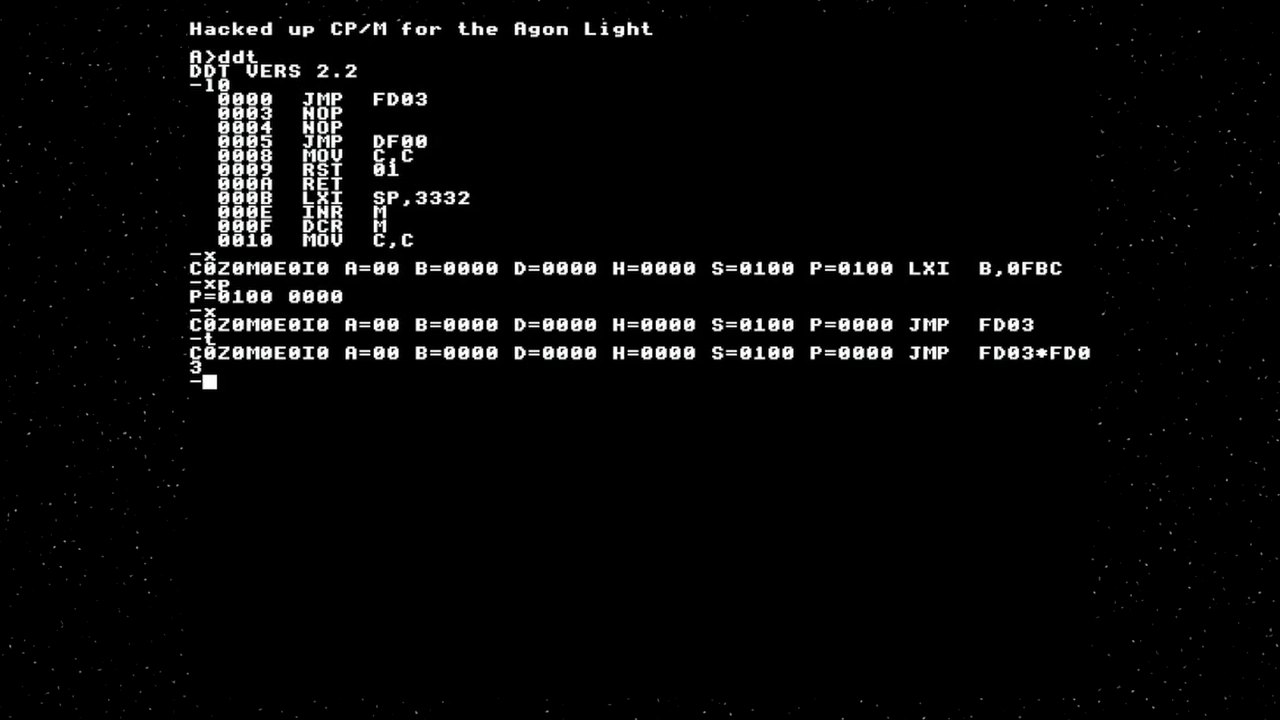 Hacked up CP/M for the Agon Light
A>ddt
DDT VERS 2.2
-l0
0000 JMP FD03
0003 NOP
0004 NOP
0005 JMP DF00
0008 MOV C,C
0009 RST 01
000A RET
000B LXI SP,3332
000E INR M
000F DCR M
0010 MOV C,C
-x
C0Z0M0E0I0 A=00 B=0000 D=0000 H=0000 S=0100 P=0100 LXI B,0FBC
-xp
P=0100 0000
-x
C0Z0M0E0I0 A=00 B=0000 D=0000 H=0000 S=0100 P=0000 JMP FD03
-t
C0Z0M0E0I0 A=00 B=0000 D=0000 H=0000 S=0100 P=0000 JMP FD03*FD0
3
-